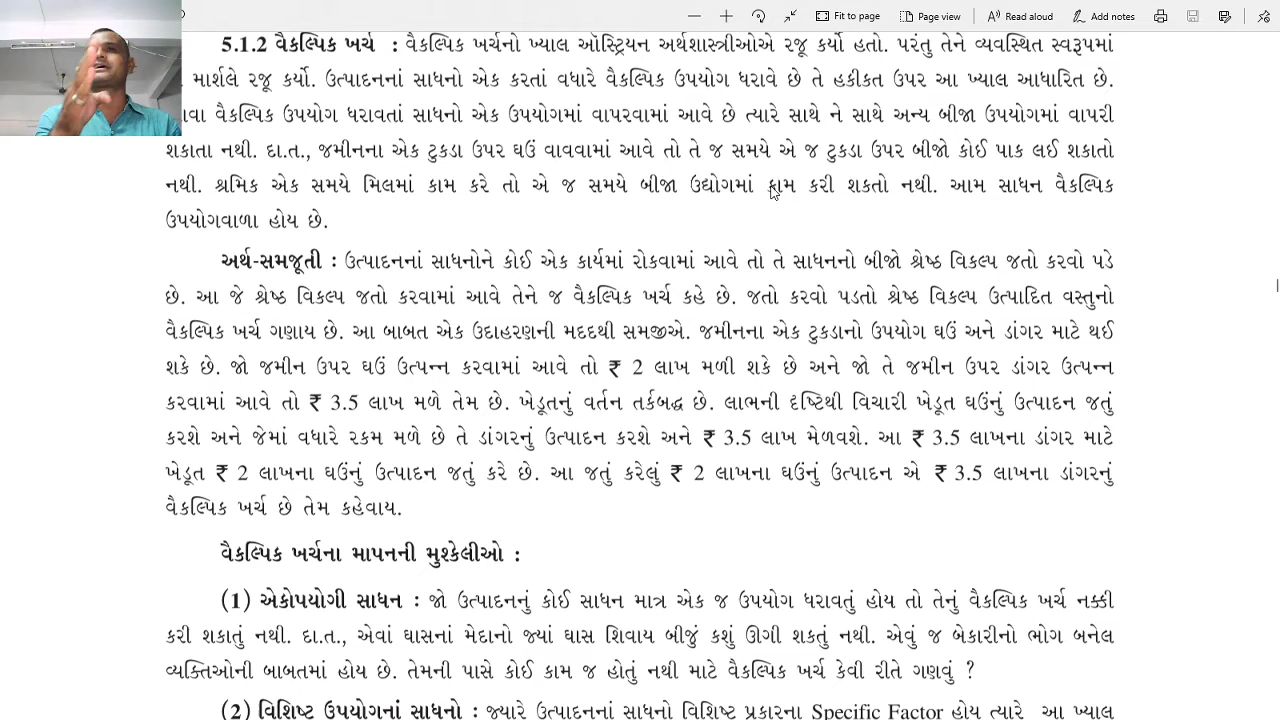 Fit to page
Page view
Read aloud
Add notes
5.1.2 વૈકલ્પિક ખર્ચ : વૈકલ્પિક ખર્ચનો ખ્યાલ ઑસ્ટ્રિયન અર્થશાસ્ત્રીઓએ રજૂ કર્યો હતો. પરંતુ તેને વ્યવસ્થિત સ્વરૂપમાં
માર્શલે રજૂ કર્યો. ઉત્પાદનનાં સાધનો એક કરતાં વધારે વૈકલ્પિક ઉપયોગ ધરાવે છે તે હકીકત ઉપર આ ખ્યાલ આધારિત છે.
વૈકલ્પિક ઉપયોગ ધરાવતાં સાધનો એક ઉપયોગમાં વાપરવામાં આવે છે ત્યારે સાથે ને સાથે અન્ય બીજા ઉપયોગમાં વાપરી
શકાતા નથી. દા.ત., જમીનના એક ટુકડા ઉપર ઘઉં વાવવામાં આવે તો તે જ સમયે એ જ ટુકડા ઉપર બીજો કોઈ પાક લઈ શકાતો
નથી. શ્રમિક એક સમયે મિલમાં કામ કરે તો એ જ સમયે બીજા ઉદ્યોગમાં કામ કરી શકતો નથી. આમ સાધન વૈકલ્પિક
ઉપયોગવાળા હોય છે.
અર્થ-સમજૂતી : ઉત્પાદનનાં સાધનોને કોઈ એક કાર્યમાં રોકવામાં આવે તો તે સાધનનો બીજો શ્રેષ્ઠ વિકલ્પ જતો કરવો પડે
છે. આ જે શ્રેષ્ઠ વિકલ્પ જતો કરવામાં આવે તેને જ વૈકલ્પિક ખર્ચ કહે છે. જતો કરવો પડતો શ્રેષ્ઠ વિકલ્પ ઉત્પાદિત વસ્તુનો
વૈકલ્પિક ખર્ચ ગણાય છે. આ બાબત એક ઉદાહરણની મદદથી સમજીએ. જમીનના એક ટુકડાનો ઉપયોગ ઘઉં અને ડાંગર માટે થઈ
શકે છે. જો જમીન ઉપર ઘઉં ઉત્પન્ન કરવામાં આવે તો ₹ 2 લાખ મળી શકે છે અને જો તે જમીન ઉપર ડાંગર ઉત્પન્ન
કરવામાં આવે તો ₹ 3.5 લાખ મળે તેમ છે. ખેડૂતનું વર્તન તર્કબદ્ધ છે. લાભની દૃષ્ટિથી વિચારી ખેડૂત ઘઉંનું ઉત્પાદન જતું
કરશે અને જેમાં વધારે રકમ મળે છે તે ડાંગરનું ઉત્પાદન કરશે અને ₹ 3.5 લાખ મેળવશે. આ ₹ 3.5 લાખના ડાંગર માટે
ખેડૂત ₹ 2 લાખના ઘઉંનું ઉત્પાદન જતું કરે છે. આ જતું કરેલું ₹ 2 લાખના ઘઉંનું ઉત્પાદન એ ₹ 3.5 લાખના ડાંગરનું
વૈકલ્પિક ખર્ચ છે તેમ કહેવાય.
વૈકલ્પિક ખર્ચના માપનની મુશ્કેલીઓ :
(1) એકોપયોગી સાધન : જો ઉત્પાદનનું કોઈ સાધન માત્ર એક જ ઉપયોગ ધરાવતું હોય તો તેનું વૈકલ્પિક ખર્ચ નક્કી
કરી શકાતું નથી. દા.ત., એવાં ઘાસનાં મેદાનો જ્યાં ઘાસ સિવાય બીજું કશું ઊગી શકતું નથી. એવું જ બેકારીનો ભોગ બનેલ
વ્યક્તિઓની બાબતમાં હોય છે. તેમની પાસે કોઈ કામ જ હોતું નથી માટે વૈકલ્પિક ખર્ચ કેવી રીતે ગણવું ?
(2) વિશિષ્ટ ઉપયોગનાં સાધનો : જ્યારે ઉત્પાદનનાં સાધનો વિશિષ્ટ પ્રકારના Specific Factor હોય ત્યારે આ ખ્યાલ